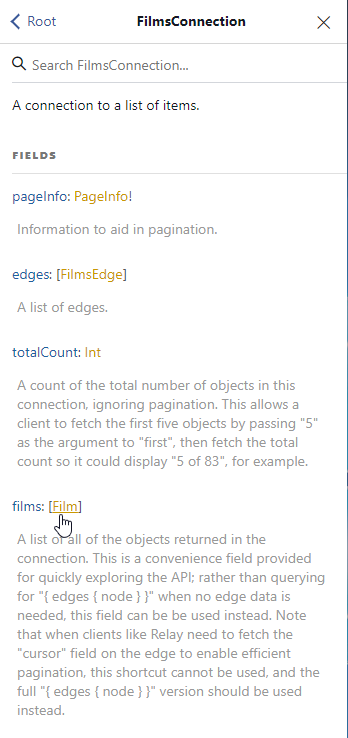 Root FilmsConnection
Search FilmsConnection...
A connection to a list of items.
FIELDS
pageInfo: PageInfo!
Information to aid in pagination.
edges: [FilmsEdge]
A list of edges.
totalCount: Int
A count of the total number of objects in this
connection, ignoring pagination. This allows a
client to fetch the first five objects by passing "5"
as the argument to "first", then fetch the total
count so it could display "5 of 83", for example.
films: [Film]
A list of all of the objects returned in the
connection. This is a convenience field provided
for quickly exploring the API; rather than querying
for "{ edges { node } }" when no edge data is
needed, this field can be be used instead. Note
that when clients like Relay need to fetch the
"cursor" field on the edge to enable efficient
pagination, this shortcut cannot be used, and the
full "{ edges { node } }" version should be used
instead.